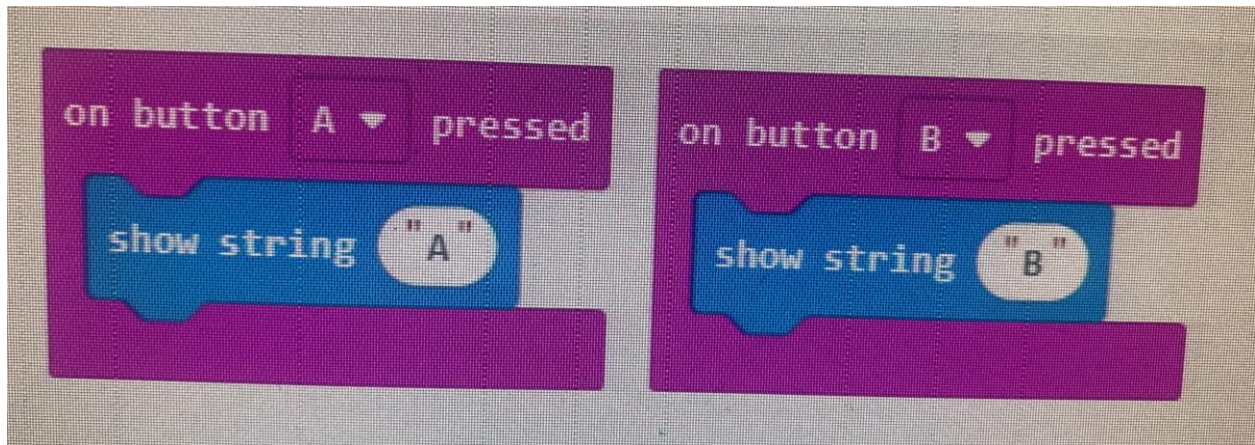 on button A pressed
show string "A"
on button B pressed
show string "B"